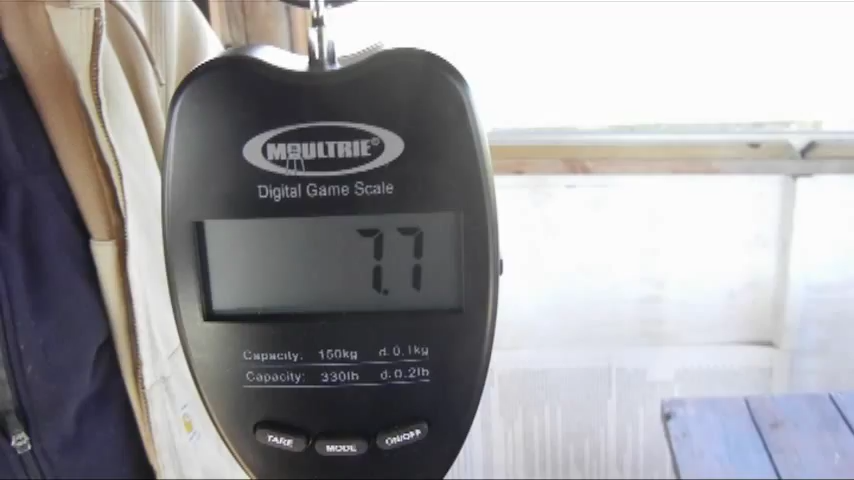 MOULTRIE®
Digital Game Scale
7.7
Capacity: 150kg d.0.1kg
Capacity: 330lb d.0.2lb
TARE MODE ON/OFF